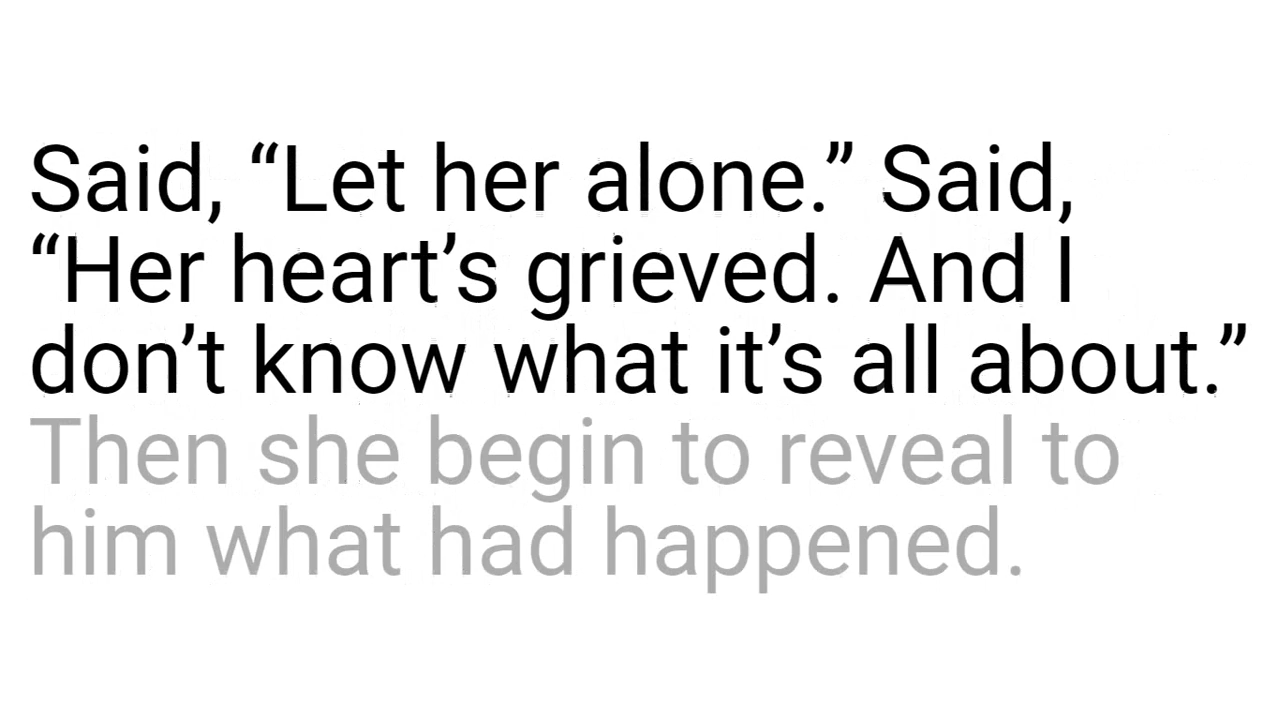 Said, “Let her alone.” Said,
“Her heart’s grieved. And I
don’t know what it’s all about.”
Then she begin to reveal to
him what had happened.